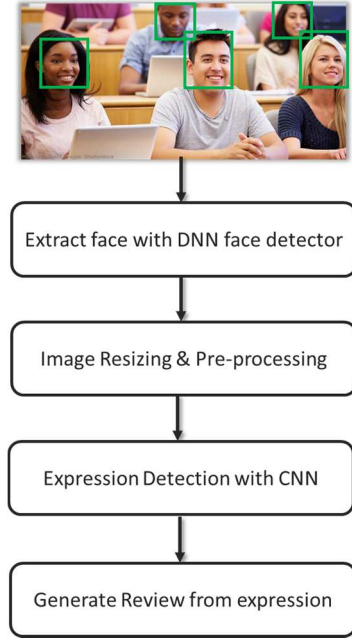 Extract face with DNN face detector
Image Resizing & Pre-processing
Expression Detection with CNN
Generate Review from expression